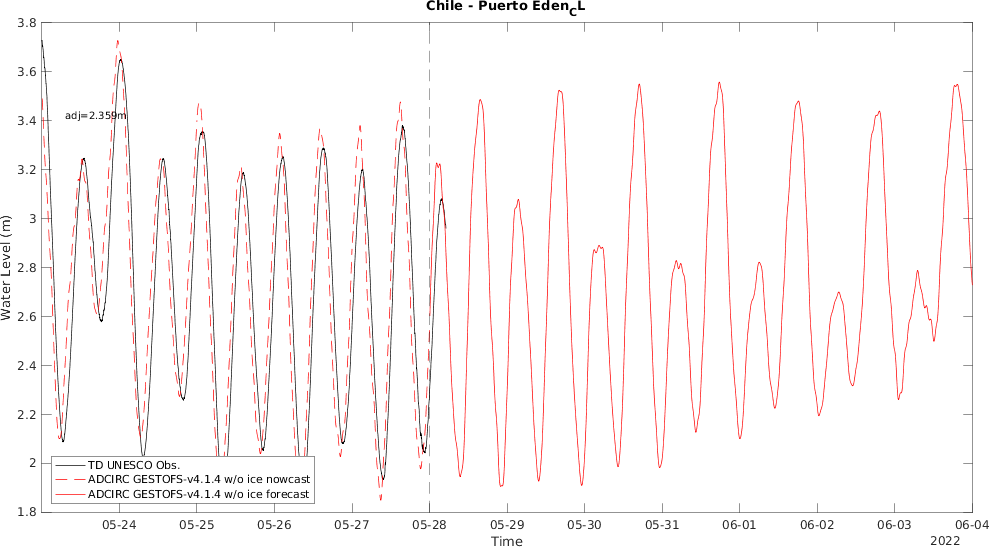 Chile - Puerto Eden_CL
3.8
3.6
3.4
3.2
3
2.8
2.6
2.4
2.2
2
1.8
Water Level (m)
adj=2.359m
TD UNESCO Obs.
ADCIRC GESTOFS-v4.1.4 w/o ice nowcast
ADCIRC GESTOFS-v4.1.4 w/o ice forecast
05-24 05-25 05-26 05-27 05-28 05-29 05-30 05-31 06-01 06-02 06-03 06-04
Time
2022